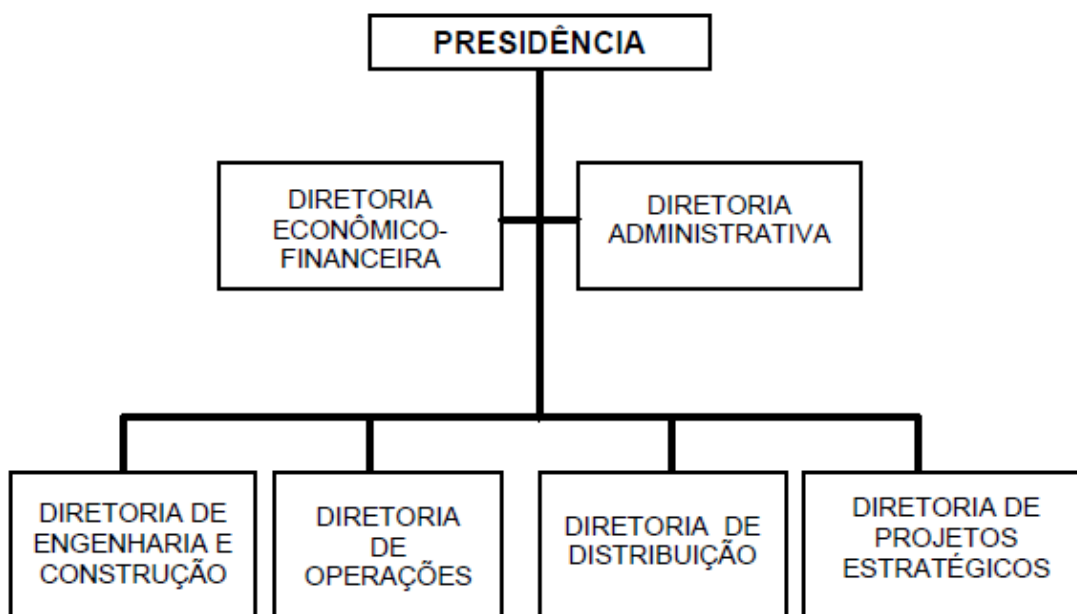 PRESIDÊNCIA
DIRETORIA
ECONÔMICO-
FINANCEIRA
DIRETORIA
ADMINISTRATIVA
DIRETORIA DE
ENGENHARIA E
CONSTRUÇÃO
DIRETORIA
DE
OPERAÇÕES
DIRETORIA DE
DISTRIBUIÇÃO
DIRETORIA DE
PROJETOS
ESTRATÉGICOS